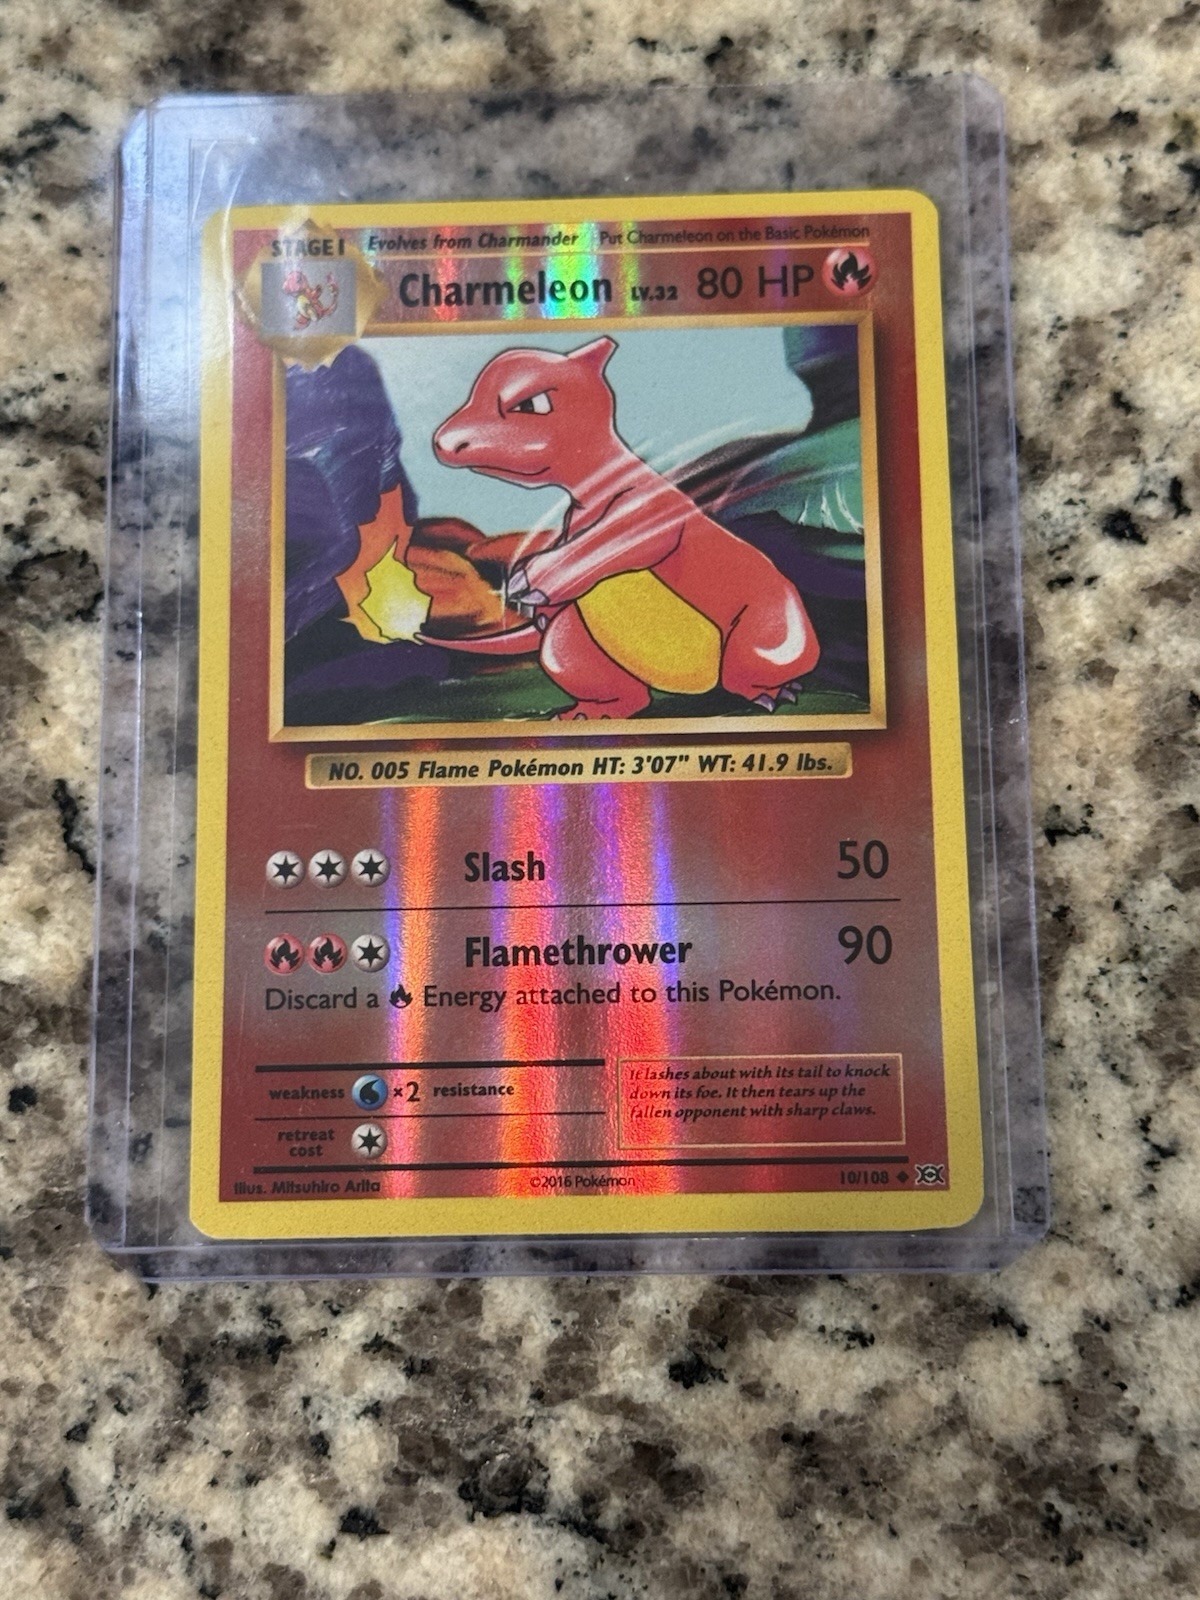 STAGE 1 Evolves from Charmander Put Charmeleon on the Basic Pokémon
Charmeleon LV.32 80 HP
NO. 005 Flame Pokémon HT: 3'07" WT: 41.9 lbs.
Slash 50
Flamethrower 90
Discard a Energy attached to this Pokémon.
weakness ×2 resistance
retreat
cost
It lashes about with its tail to knock
down its foe. It then tears up the
fallen opponent with sharp claws.
Illus. Mitsuhiro Arita ©2016 Pokémon 10/108